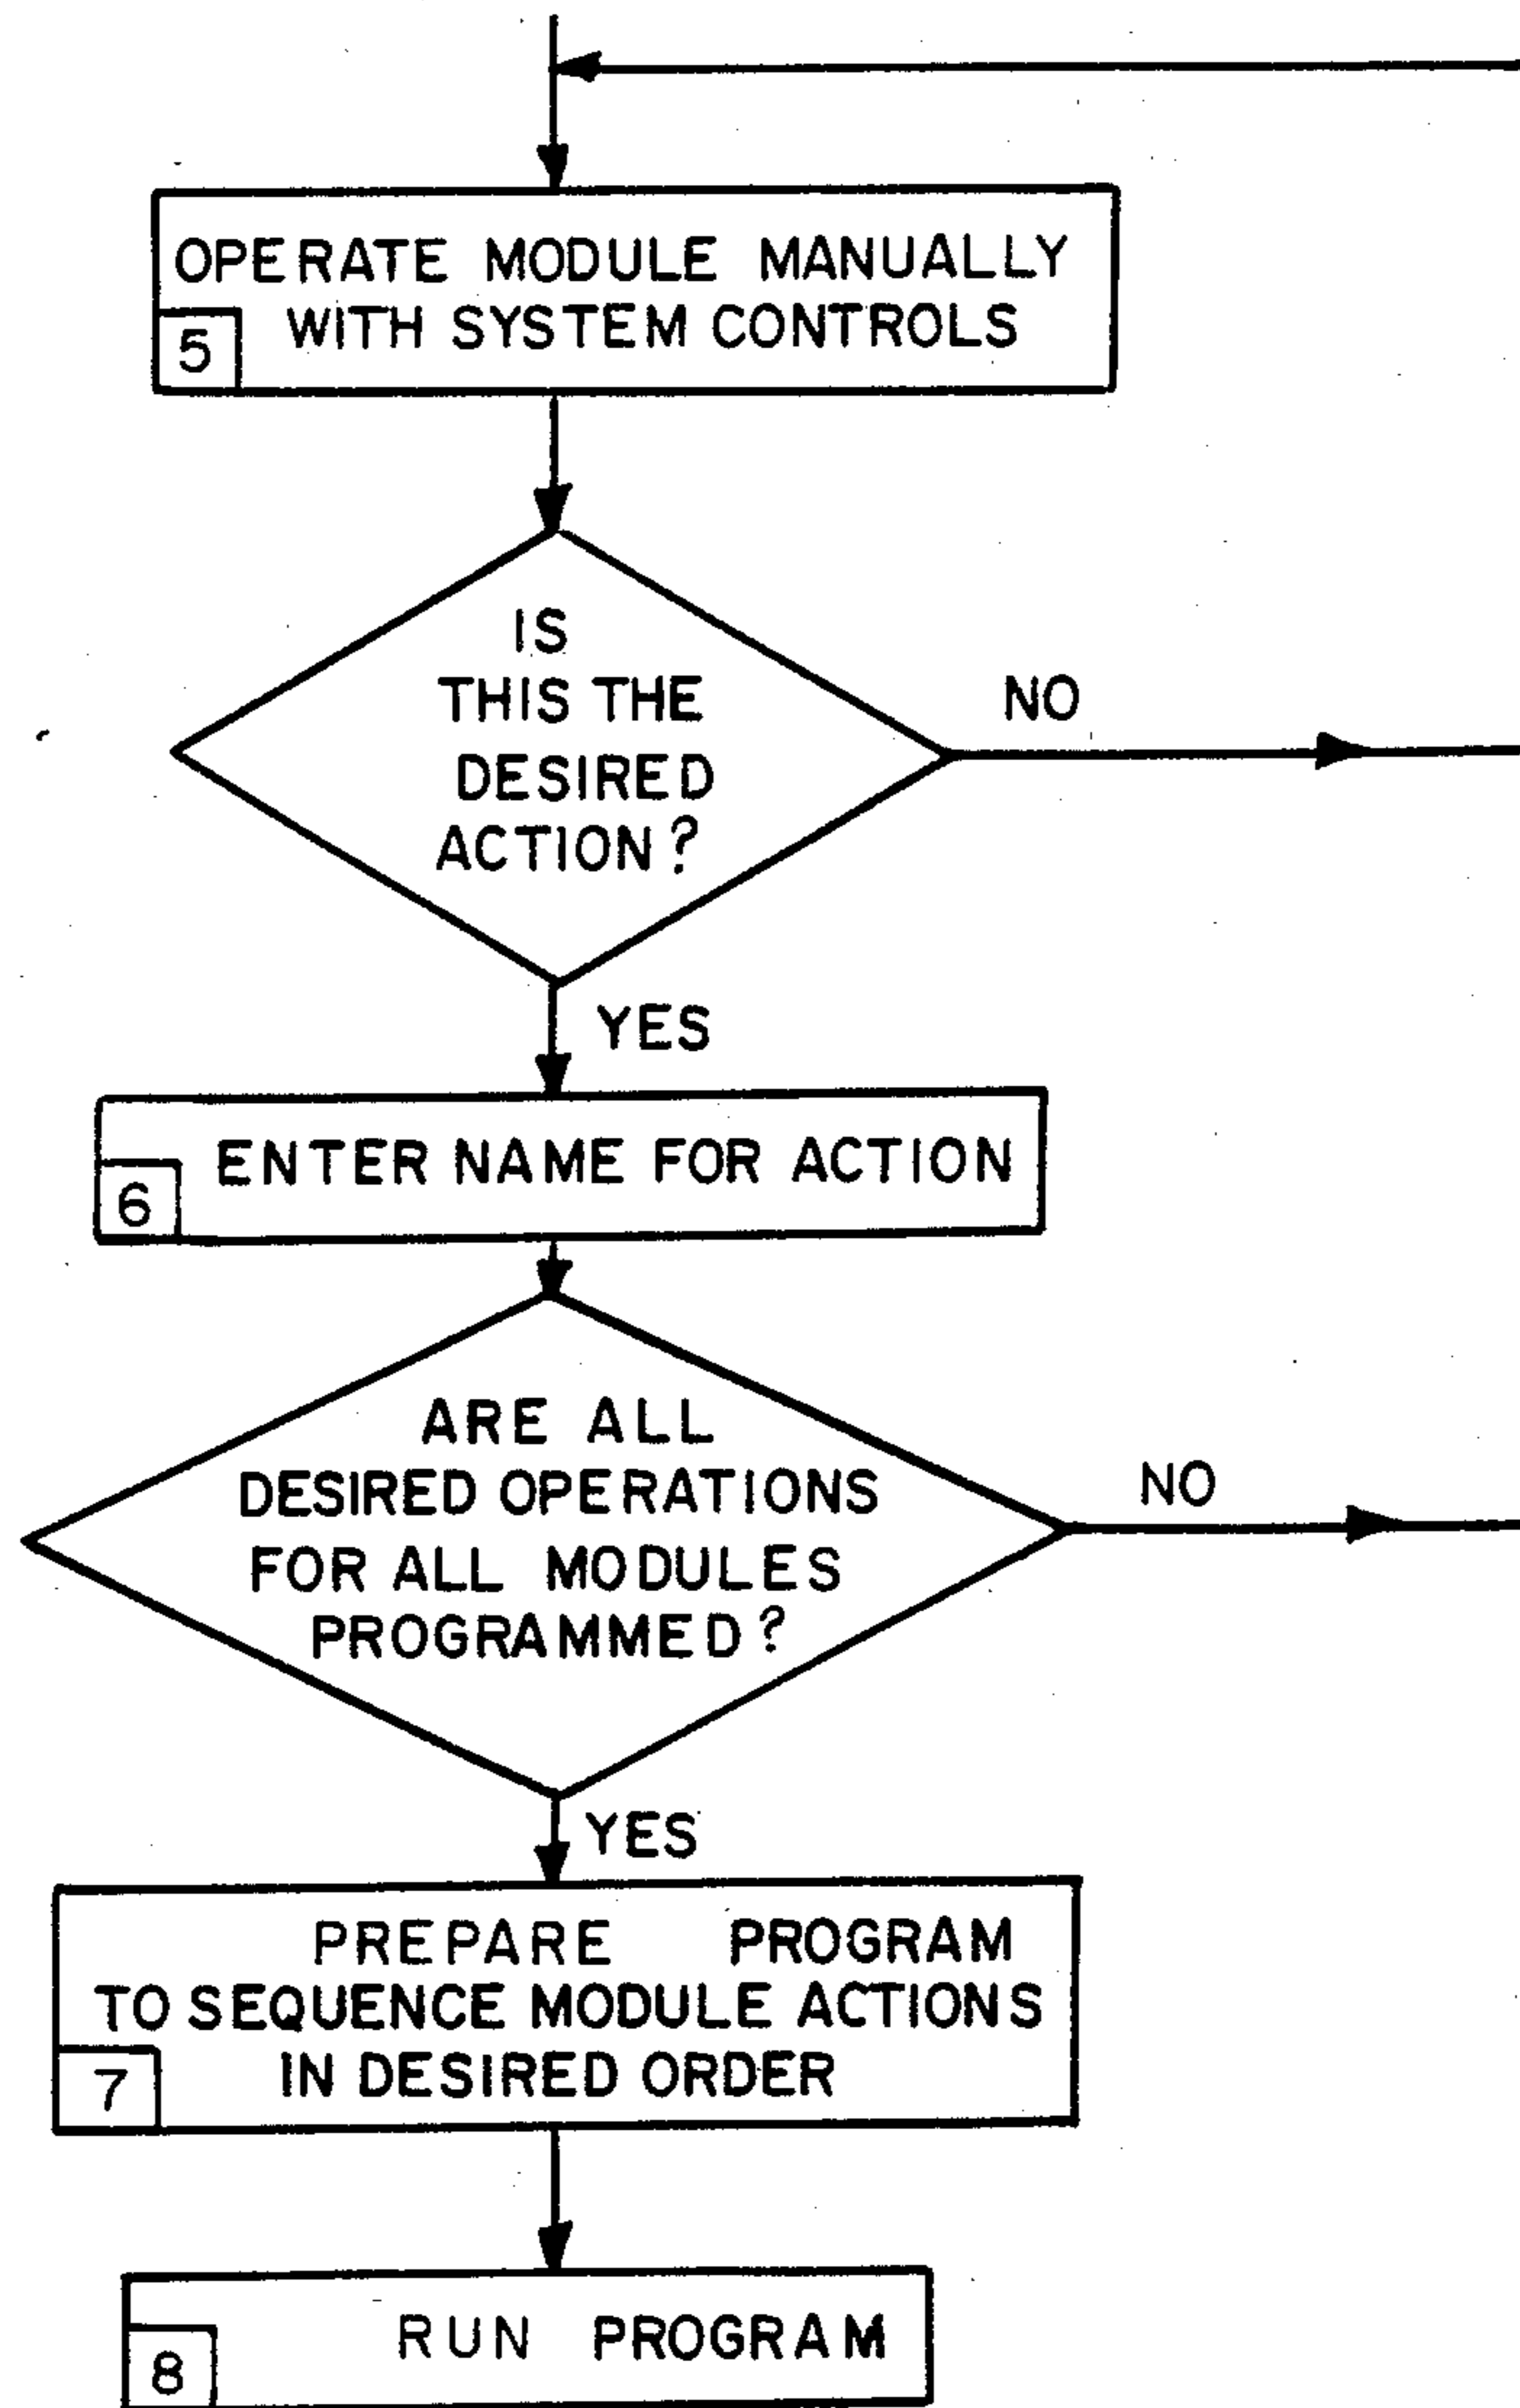 OPERATE MODULE MANUALLY
WITH SYSTEM CONTROLS
5
IS
THIS THE
DESIRED
ACTION?
NO
YES
ENTER NAME FOR ACTION
6
ARE ALL
DESIRED OPERATIONS
FOR ALL MODULES
PROGRAMMED?
NO
YES
PREPARE PROGRAM
TO SEQUENCE MODULE ACTIONS
IN DESIRED ORDER
7
RUN PROGRAM
8